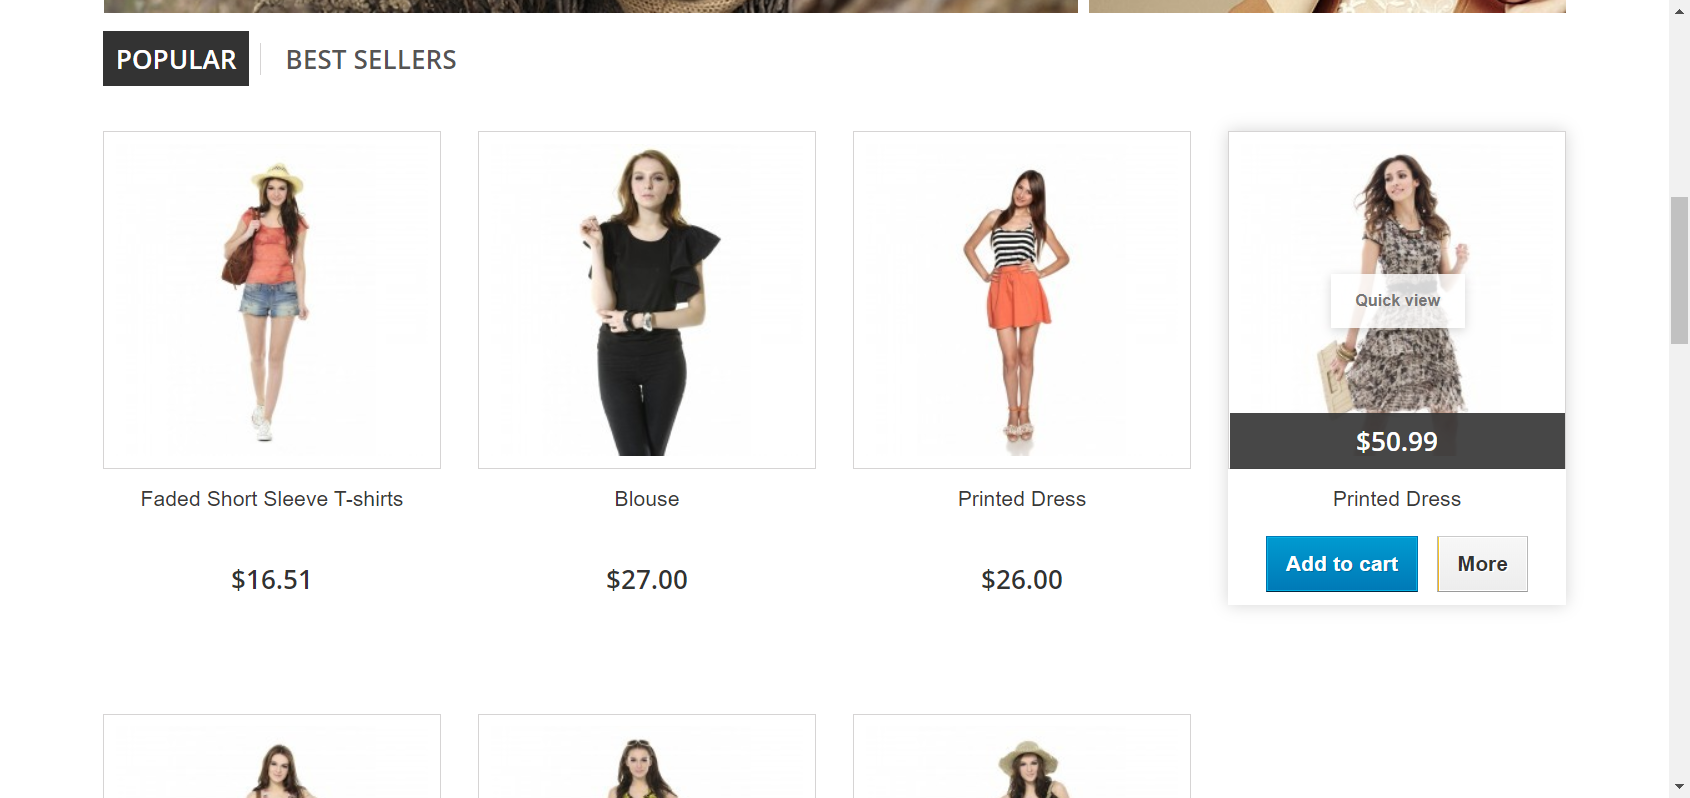 POPULAR
BEST SELLERS
Quick view
$50.99
Faded Short Sleeve T-shirts
Blouse
Printed Dress
Printed Dress
Add to cart
More
$16.51
$27.00
$26.00